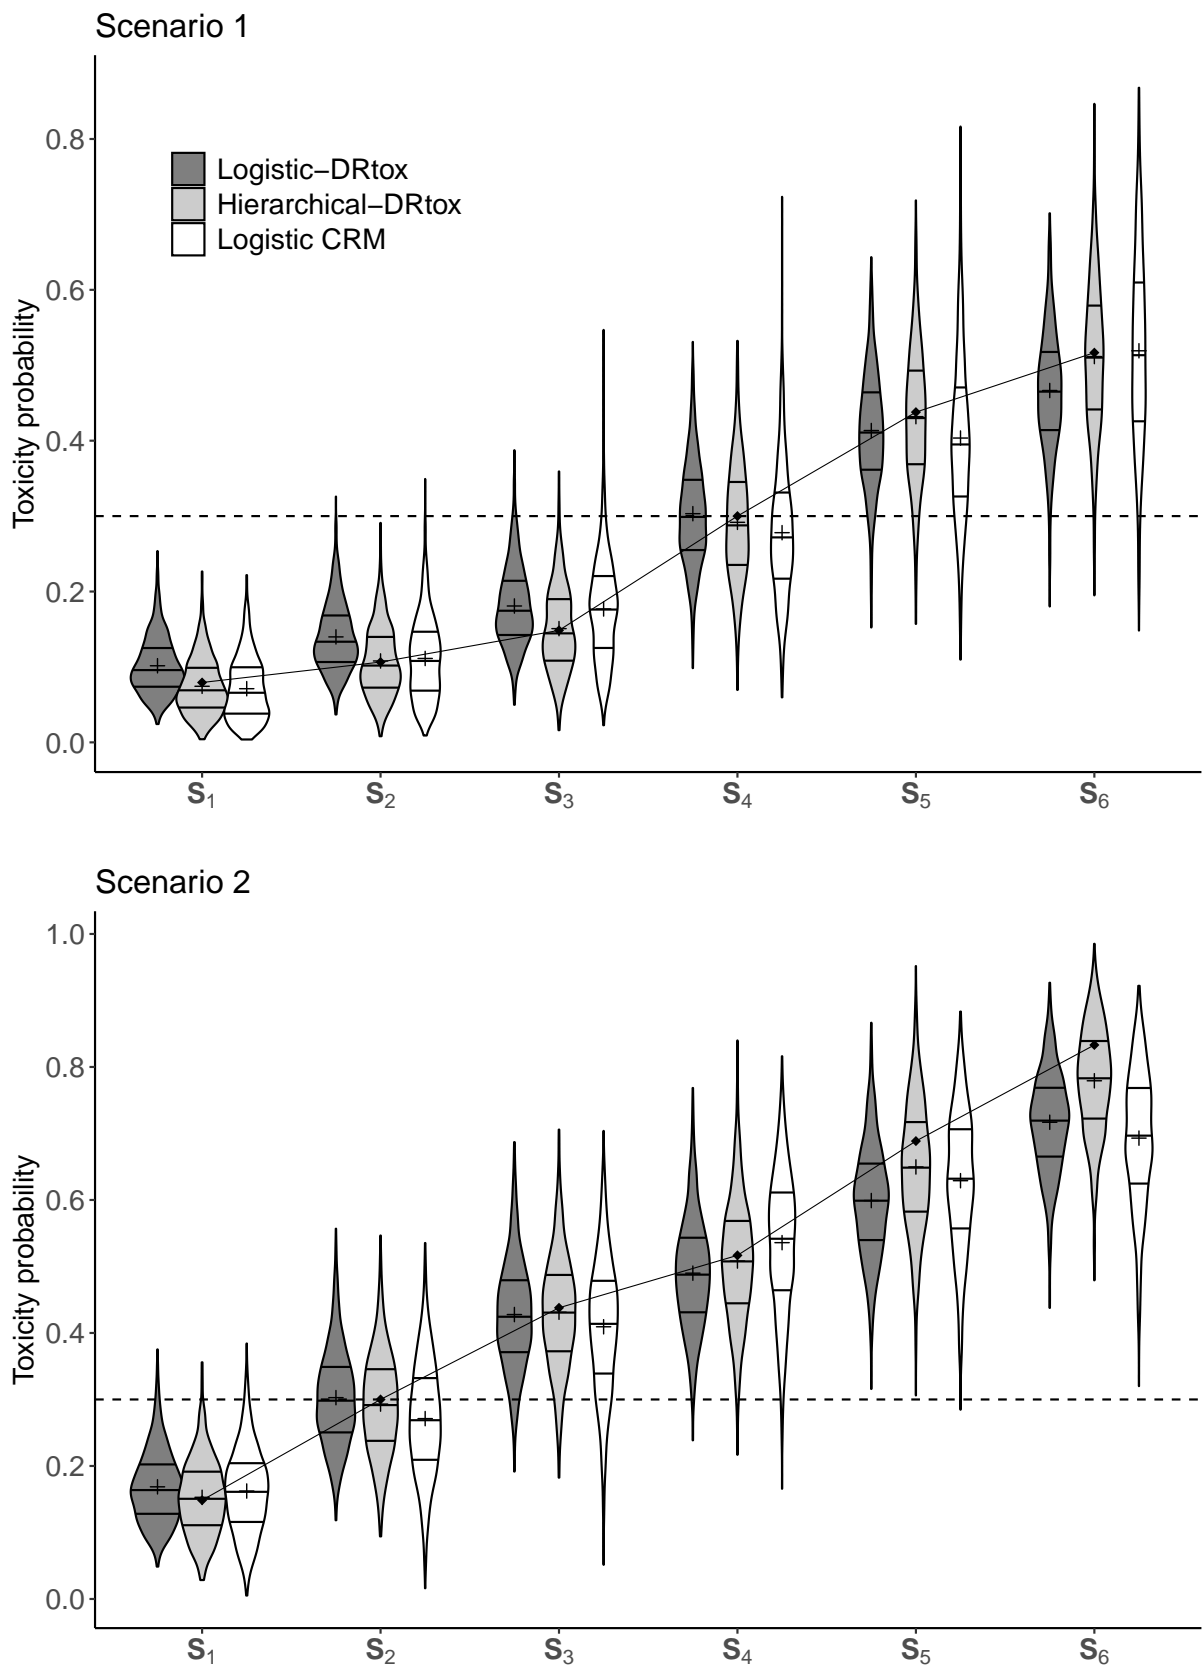 Scenario 1
Toxicity probability
0.8
0.6
0.4
0.2
0.0
Logistic−DRtox
Hierarchical−DRtox
Logistic CRM
S1 S2 S3 S4 S5 S6
Scenario 2
Toxicity probability
1.0
0.8
0.6
0.4
0.2
0.0
S1 S2 S3 S4 S5 S6